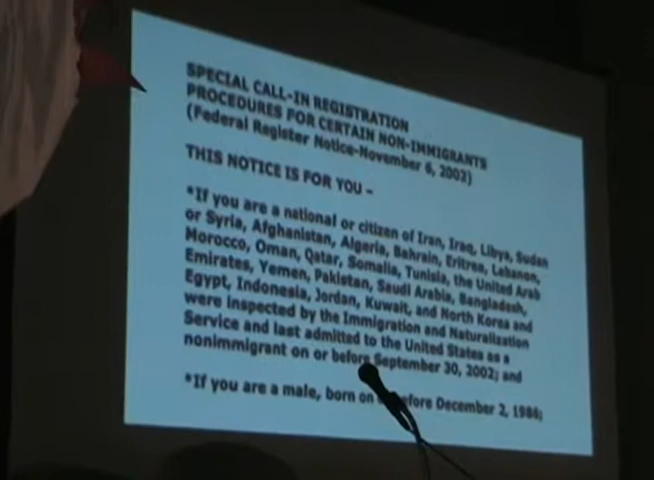 SPECIAL CALL-IN REGISTRATION
PROCEDURES FOR CERTAIN NON-IMMIGRANTS
(Federal Register Notice-November 6, 2002)
THIS NOTICE IS FOR YOU –
*If you are a national or citizen of Iran, Iraq, Libya, Sudan
or Syria, Afghanistan, Algeria, Bahrain, Eritrea, Lebanon,
Morocco, Oman, Qatar, Somalia, Tunisia, the United Arab
Emirates, Yemen, Pakistan, Saudi Arabia, Bangladesh,
Egypt, Indonesia, Jordan, Kuwait, and North Korea and
were inspected by the Immigration and Naturalization
Service and last admitted to the United States as a
nonimmigrant on or before September 30, 2002; and
*If you are a male, born on before December 2, 1986;